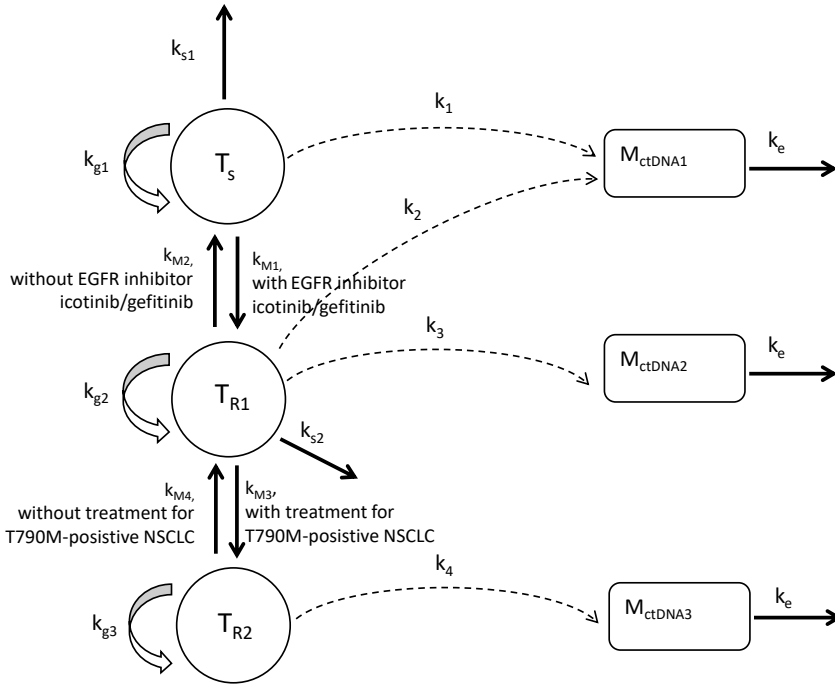 k_s1
k_1
k_g1
T_s
M_ctDNA1
k_e
k_2
k_M2,
without EGFR inhibitor
icotinib/gefitinib
k_M1,
with EGFR inhibitor
icotinib/gefitinib
k_3
k_g2
T_R1
M_ctDNA2
k_e
k_s2
k_M4,
without treatment for
T790M-posistive NSCLC
k_M3,
with treatment for
T790M-posistive NSCLC
k_4
k_g3
T_R2
M_ctDNA3
k_e